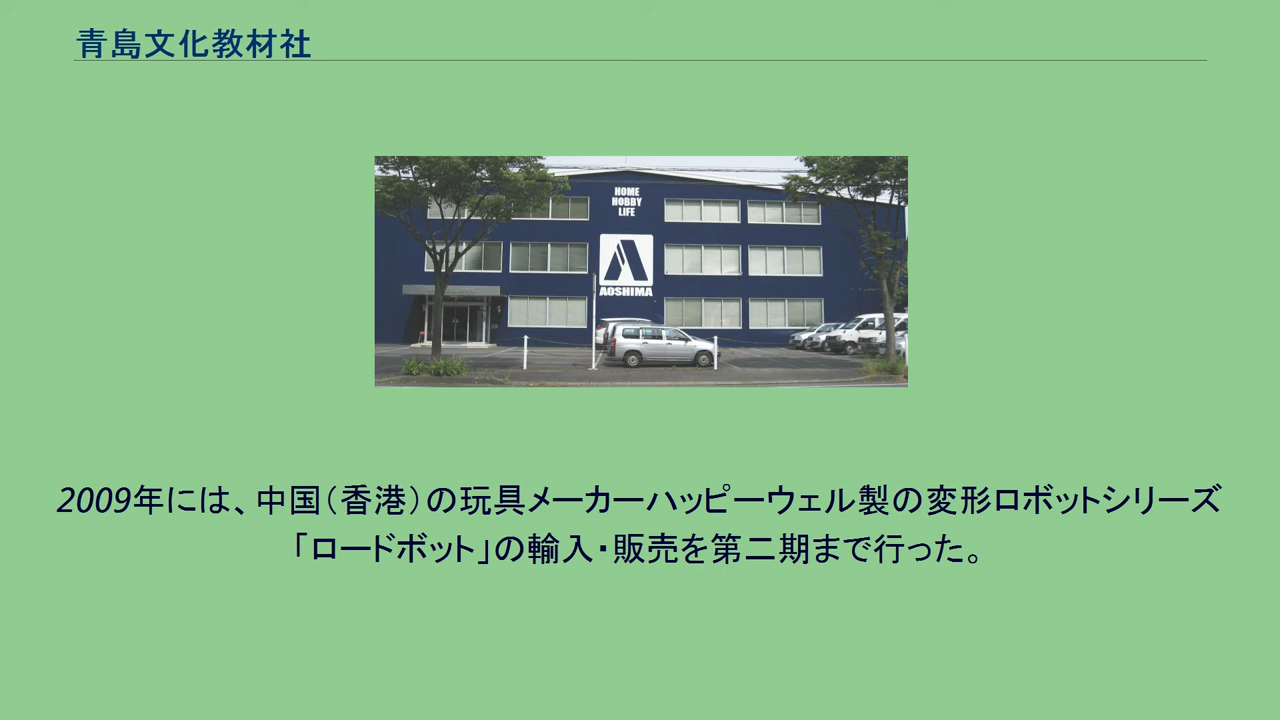 青島文化教材社
HOME
HOBBY
LIFE
AOSHIMA
2009年には、中国（香港）の玩具メーカーハッピーウェル製の変形ロボットシリーズ
「ロードボット」の輸入・販売を第二期まで行った。